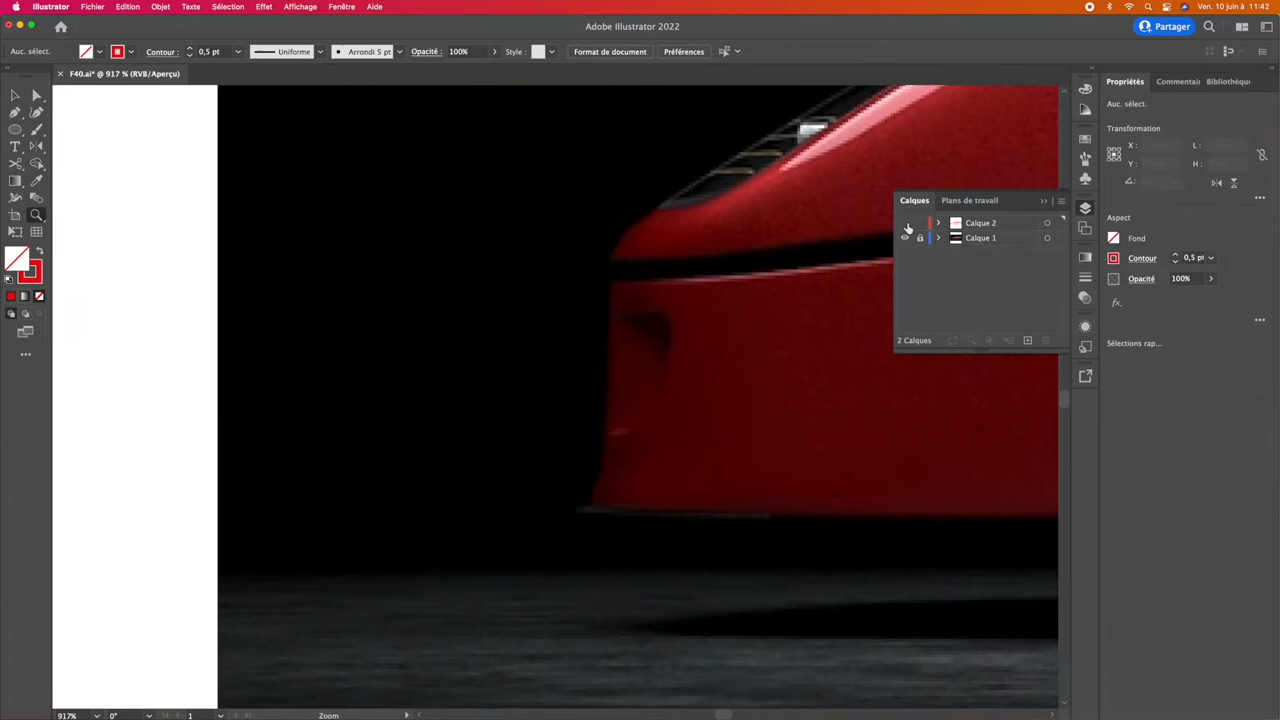 Illustrator Fichier Edition Objet Texte Sélection Effet Affichage Fenêtre Aide Ven. 10 juin à 11:42
Adobe Illustrator 2022 Partager
Auc. sélect. Contour : 0,5 pt Uniforme Arrondi 5 pt Opacité : 100% Style : Format de document Préférences
F40.ai* @ 917 % (RVB/Aperçu)
Propriétés Commentai Bibliothèque
Auc. sélect.
Transformation
X : L :
Y : H :
Calques Plans de travail
Calque 2
Calque 1
2 Calques
Aspect
Fond
Contour 0,5 pt
Opacité 100%
fx.
Sélections rap...
917% 0° 1 Zoom